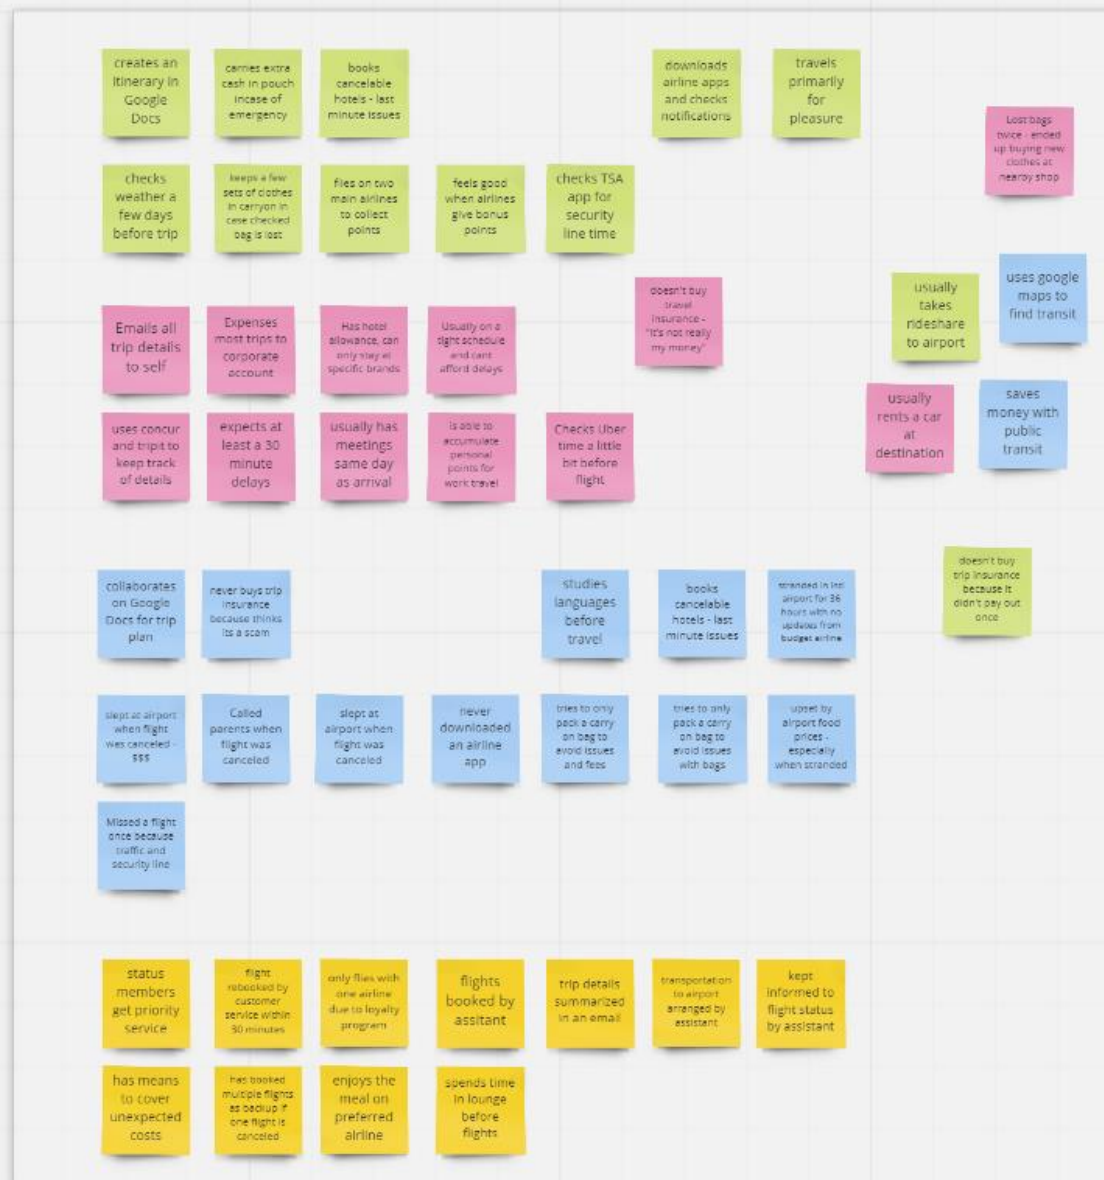 creates an
itinerary in
Google
Docs
carries extra
cash in pouch
incase of
emergency
books
cancelable
hotels - last
minute issues
downloads
airline apps
and checks
notifications
travels
primarily
for
pleasure
Lost bags
twice - ended
up buying new
clothes at
nearby shop
checks
weather a
few days
before trip
keeps a few
sets of clothes
in carryon in
case checked
bag is lost
flies on two
main airlines
to collect
points
feels good
when airlines
give bonus
points
checks TSA
app for
security
line time
doesn't buy
travel
insurance -
"it's not really
my money"
usually
takes
rideshare
to airport
uses google
maps to
find transit
Emails all
trip details
to self
Expenses
most trips to
corporate
account
Has hotel
allowance, can
only stay at
specific brands
Usually on a
tight schedule
and cant
afford delays
usually
rents a car
at
destination
saves
money with
public
transit
uses concur
and tripit to
keep track
of details
expects at
least a 30
minute
delays
usually has
meetings
same day
as arrival
is able to
accumulate
personal
points for
work travel
Checks Uber
time a little
bit before
flight
doesn't buy
trip insurance
because it
didn't pay out
once
collaborates
on Google
Docs for trip
plan
never buys trip
insurance
because thinks
its a scam
studies
languages
before
travel
books
cancelable
hotels - last
minute issues
stranded in
airport for 36
hours with no
updates from
budget airline
slept at airport
when flight
was canceled -
$$$
Called
parents when
flight was
canceled
slept at
airport when
flight was
canceled
never
downloaded
an airline
app
tries to only
pack a carry
on bag to
avoid issues
and fees
tries to only
pack a carry
on bag to
avoid issues
with bags
upset by
airport food
prices -
especially
when stranded
Missed a flight
once because
traffic and
security line
status
members
get priority
service
flight
rebooked by
customer
service within
30 minutes
only flies with
one airline
due to loyalty
program
flights
booked by
assitant
trip details
summarized
in an email
transportation
to airport
arranged by
assistant
kept
informed to
flight status
by assistant
has means
to cover
unexpected
costs
has booked
multiple flights
as backup if
one flight is
canceled
enjoys the
meal on
preferred
airline
spends time
in lounge
before
flights